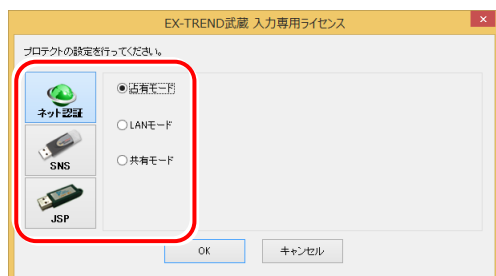 EX-TREND武蔵 入力専用ライセンス
プロテクトの設定を行ってください。
ネット認証
占有モード
LANモード
SNS
共有モード
JSP
OK
キャンセル